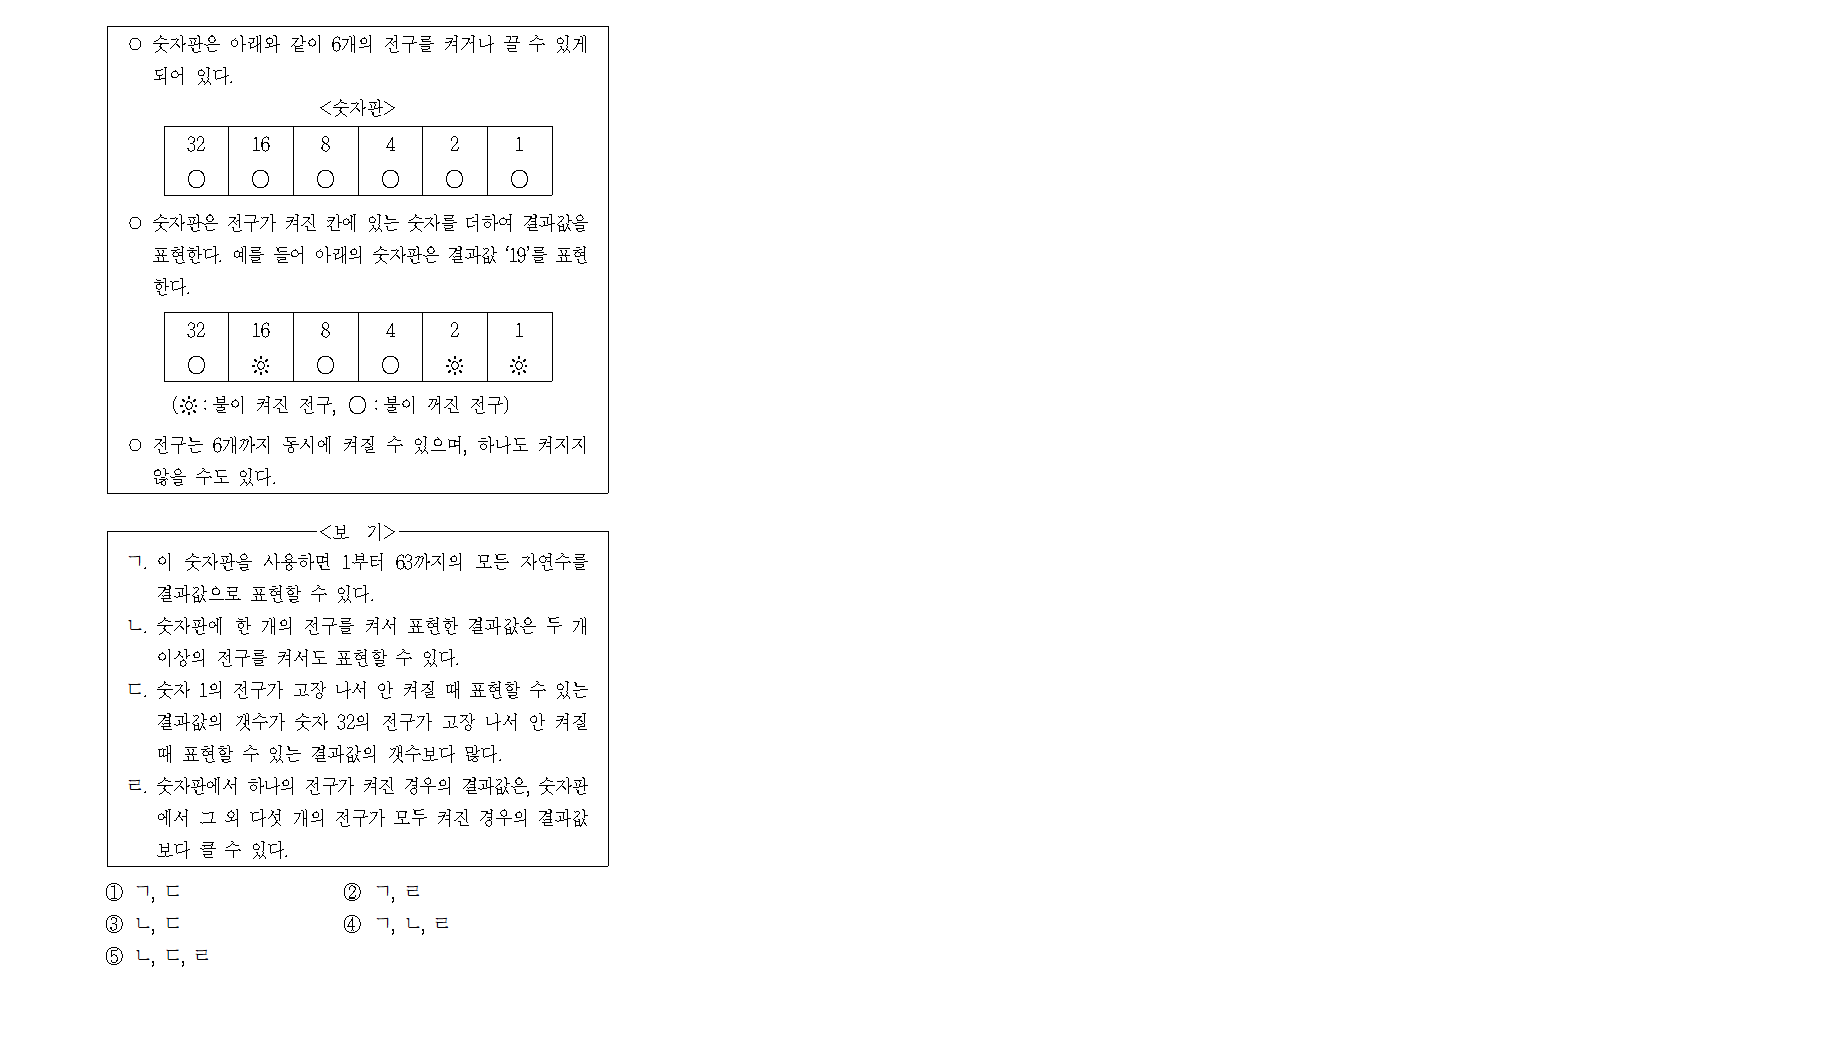 ○ 숫자판은 아래와 같이 6개의 전구를 켜거나 끌 수 있게
되어 있다.
<숫자판>
32 16 8 4 2 1
○ ○ ○ ○ ○ ○
○ 숫자판은 전구가 켜진 칸에 있는 숫자를 더하여 결과값을
표현한다. 예를 들어 아래의 숫자판은 결과값 ‘19’를 표현
한다.
32 16 8 4 2 1
○ ☼ ○ ○ ☼ ☼
(☼ : 불이 켜진 전구, ○ : 불이 꺼진 전구)
○ 전구는 6개까지 동시에 켜질 수 있으며, 하나도 켜지지
않을 수도 있다.
<보 기>
ㄱ. 이 숫자판을 사용하면 1부터 63까지의 모든 자연수를
결과값으로 표현할 수 있다.
ㄴ. 숫자판에 한 개의 전구를 켜서 표현한 결과값은 두 개
이상의 전구를 켜서도 표현할 수 있다.
ㄷ. 숫자 1의 전구가 고장 나서 안 켜질 때 표현할 수 있는
결과값의 갯수가 숫자 32의 전구가 고장 나서 안 켜질
때 표현할 수 있는 결과값의 갯수보다 많다.
ㄹ. 숫자판에서 하나의 전구가 켜진 경우의 결과값은, 숫자판
에서 그 외 다섯 개의 전구가 모두 켜진 경우의 결과값
보다 클 수 있다.
① ㄱ, ㄷ ② ㄱ, ㄹ
③ ㄴ, ㄷ ④ ㄱ, ㄴ, ㄹ
⑤ ㄴ, ㄷ, ㄹ